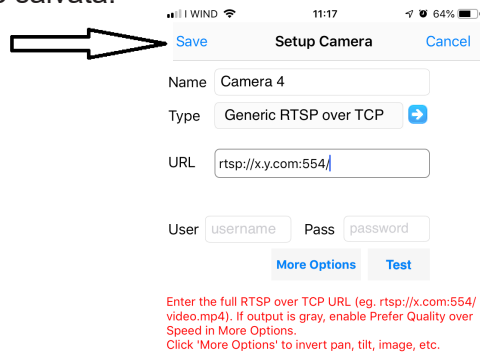 salvata.
I WIND 11:17 64%
Save Setup Camera Cancel
Name Camera 4
Type Generic RTSP over TCP
URL rtsp://x.y.com:554/
User username Pass password
More Options Test
Enter the full RTSP over TCP URL (eg. rtsp://x.com:554/
video.mp4). If output is gray, enable Prefer Quality over
Speed in More Options.
Click 'More Options' to invert pan, tilt, image, etc.